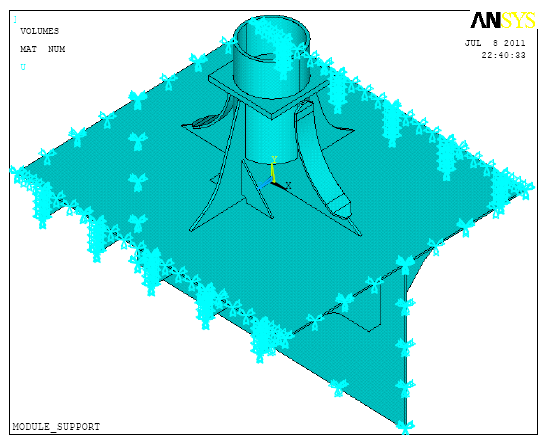 1
ANSYS
VOLUMES
MAT NUM
U
JUL 8 2011
22:40:33
Y
X
MODULE_SUPPORT